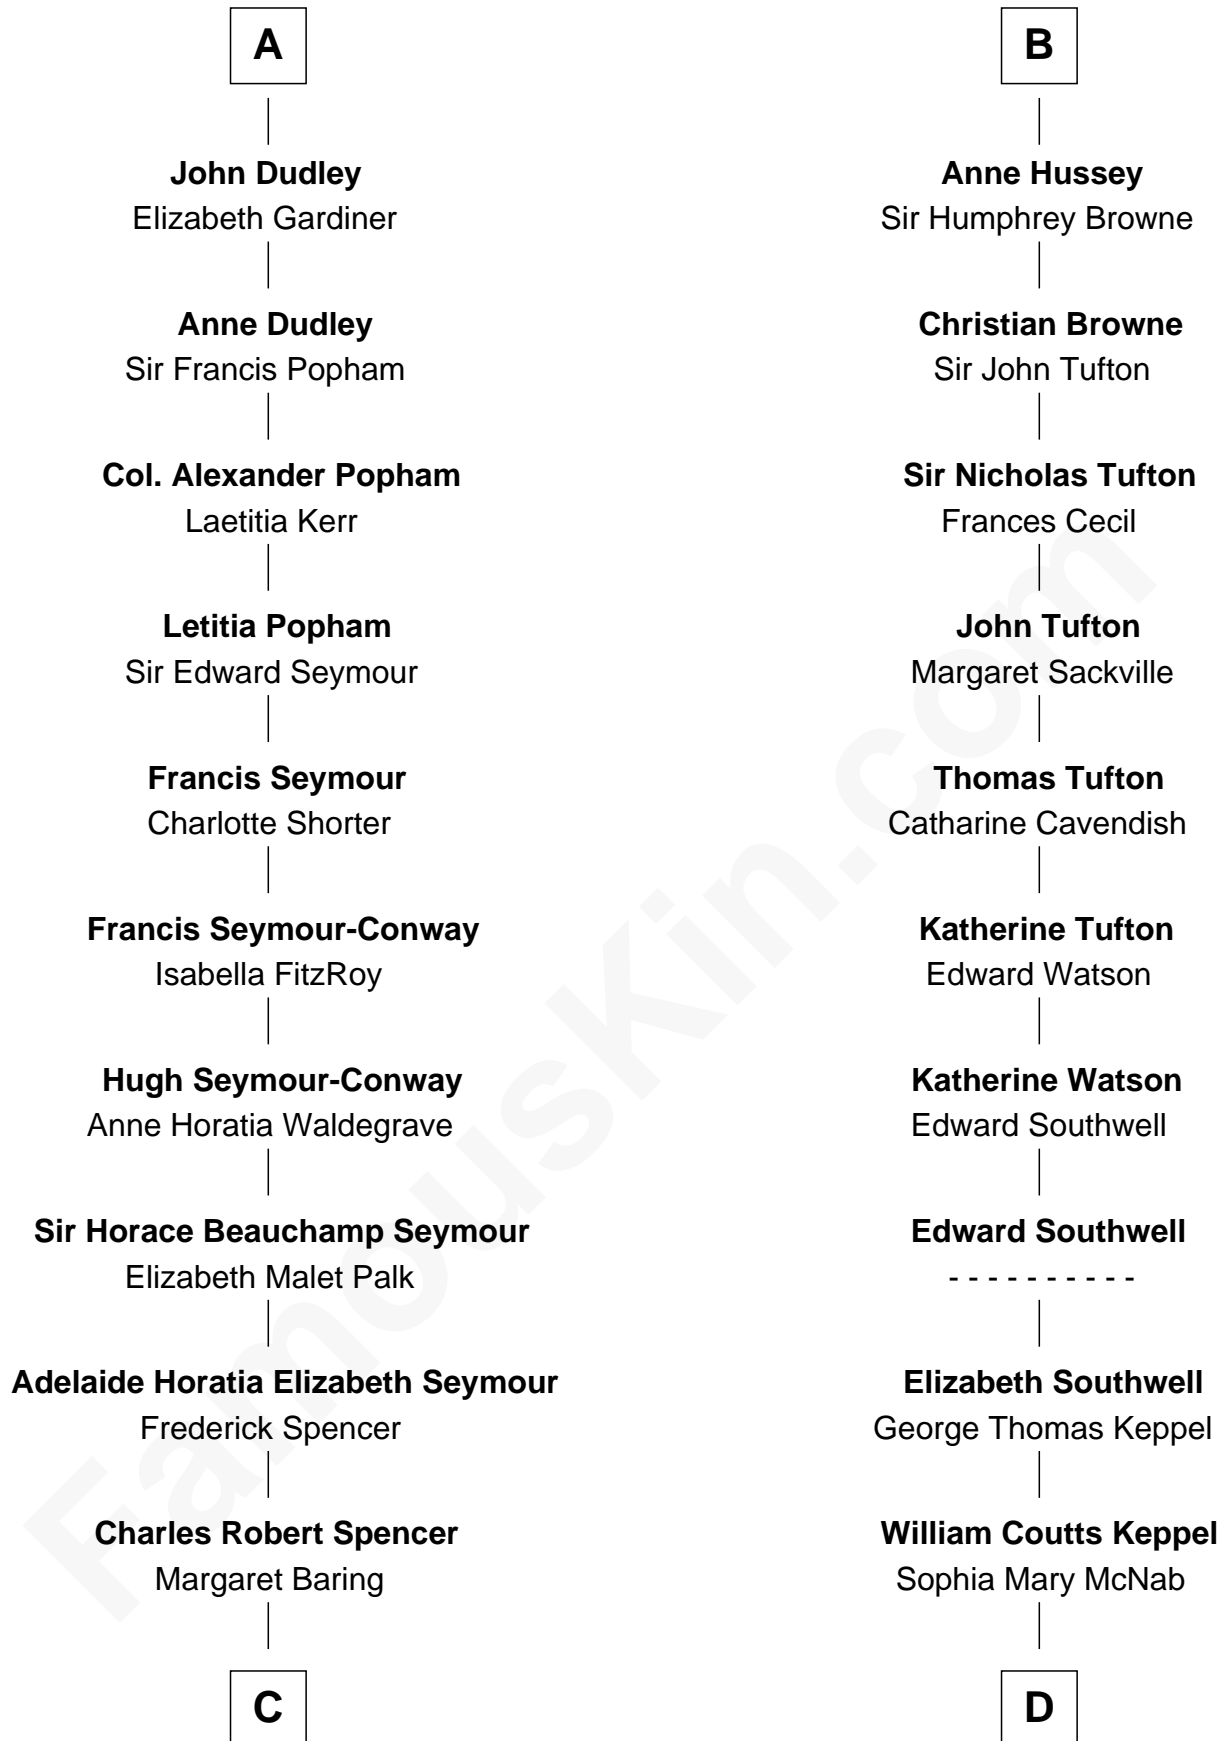 A
John Dudley
Elizabeth Gardiner
Anne Dudley
Sir Francis Popham
Col. Alexander Popham
Laetitia Kerr
Letitia Popham
Sir Edward Seymour
Francis Seymour
Charlotte Shorter
Francis Seymour-Conway
Isabella FitzRoy
Hugh Seymour-Conway
Anne Horatia Waldegrave
Sir Horace Beauchamp Seymour
Elizabeth Malet Palk
Adelaide Horatia Elizabeth Seymour
Frederick Spencer
Charles Robert Spencer
Margaret Baring
C
B
Anne Hussey
Sir Humphrey Browne
Christian Browne
Sir John Tufton
Sir Nicholas Tufton
Frances Cecil
John Tufton
Margaret Sackville
Thomas Tufton
Catharine Cavendish
Katherine Tufton
Edward Watson
Katherine Watson
Edward Southwell
Edward Southwell
- - - - - - - - - -
Elizabeth Southwell
George Thomas Keppel
William Coutts Keppel
Sophia Mary McNab
D
FamousKin.com